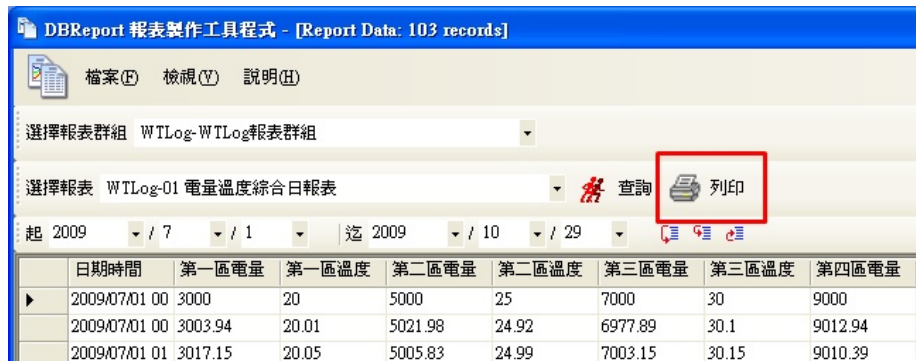 DBReport 報表製作工具程式 - [Report Data: 103 records]
檔案(F) 檢視(V) 說明(H)
選擇報表群組 WTLog-WTLog報表群組
選擇報表 WTLog-01 電量溫度綜合日報表 查詢 列印
起 2009 / 7 / 1 迄 2009 / 10 / 29
日期時間 第一區電量 第一區溫度 第二區電量 第二區溫度 第三區電量 第三區溫度 第四區電量
2009/07/01 00 3000 20 5000 25 7000 30 9000
2009/07/01 00 3003.94 20.01 5021.98 24.92 6977.89 30.1 9012.94
2009/07/01 01 3017.15 20.05 5005.83 24.99 7003.15 30.15 9010.39